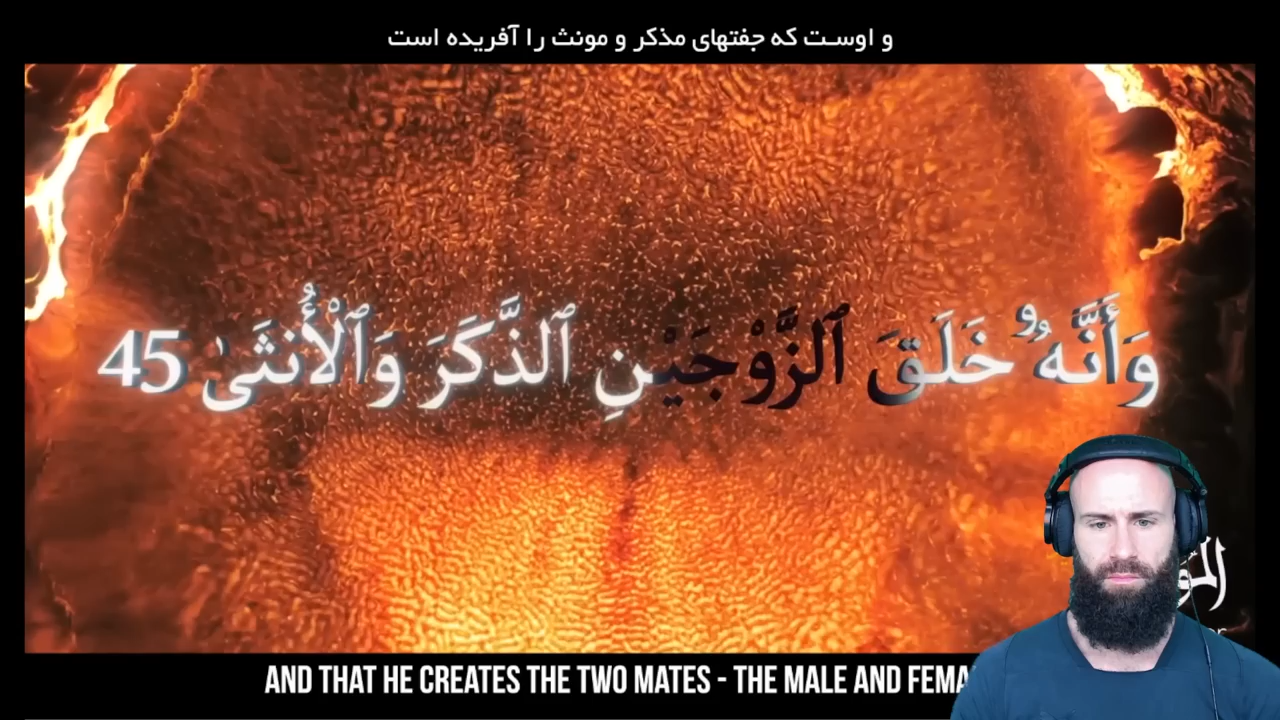 و اوست که جفتهای مذکر و مونث را آفریده است
وَأَنَّهُۥ خَلَقَ ٱلزَّوْجَيْنِ ٱلذَّكَرَ وَٱلْأُنثَىٰ 45
AND THAT HE CREATES THE TWO MATES - THE MALE AND